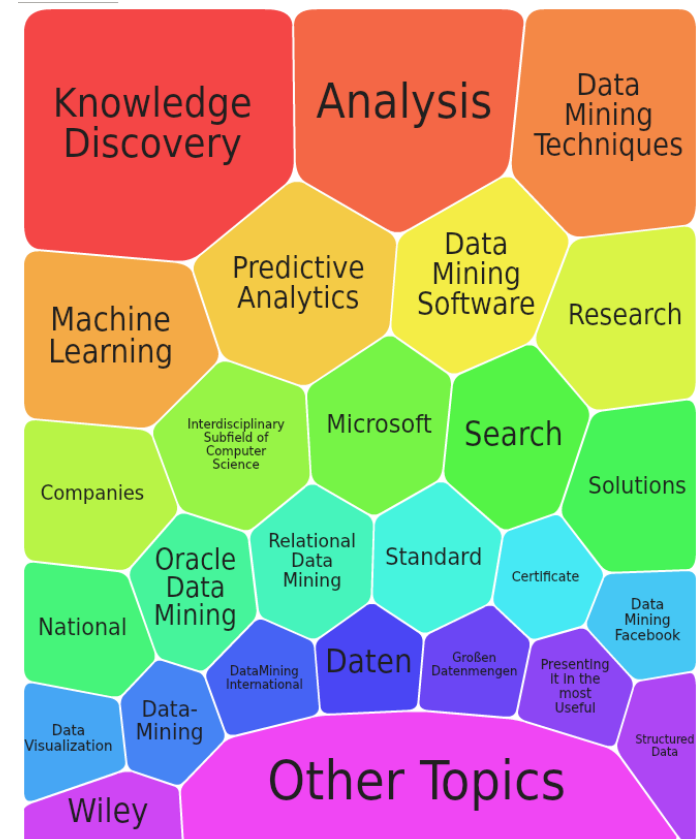 Knowledge
Discovery
Analysis
Data
Mining
Techniques
Predictive
Analytics
Data
Mining
Software
Machine
Learning
Research
Interdisciplinary
Subfield of
Computer
Science
Microsoft
Search
Companies
Solutions
Oracle
Data
Mining
Relational
Data
Mining
Standard
Certificate
National
Data
Mining
Facebook
DataMining
International
Daten
Großen
Datenmengen
Presenting
It in the
most
Useful
Data
Visualization
Data-
Mining
Structured
Data
Other Topics
Wiley